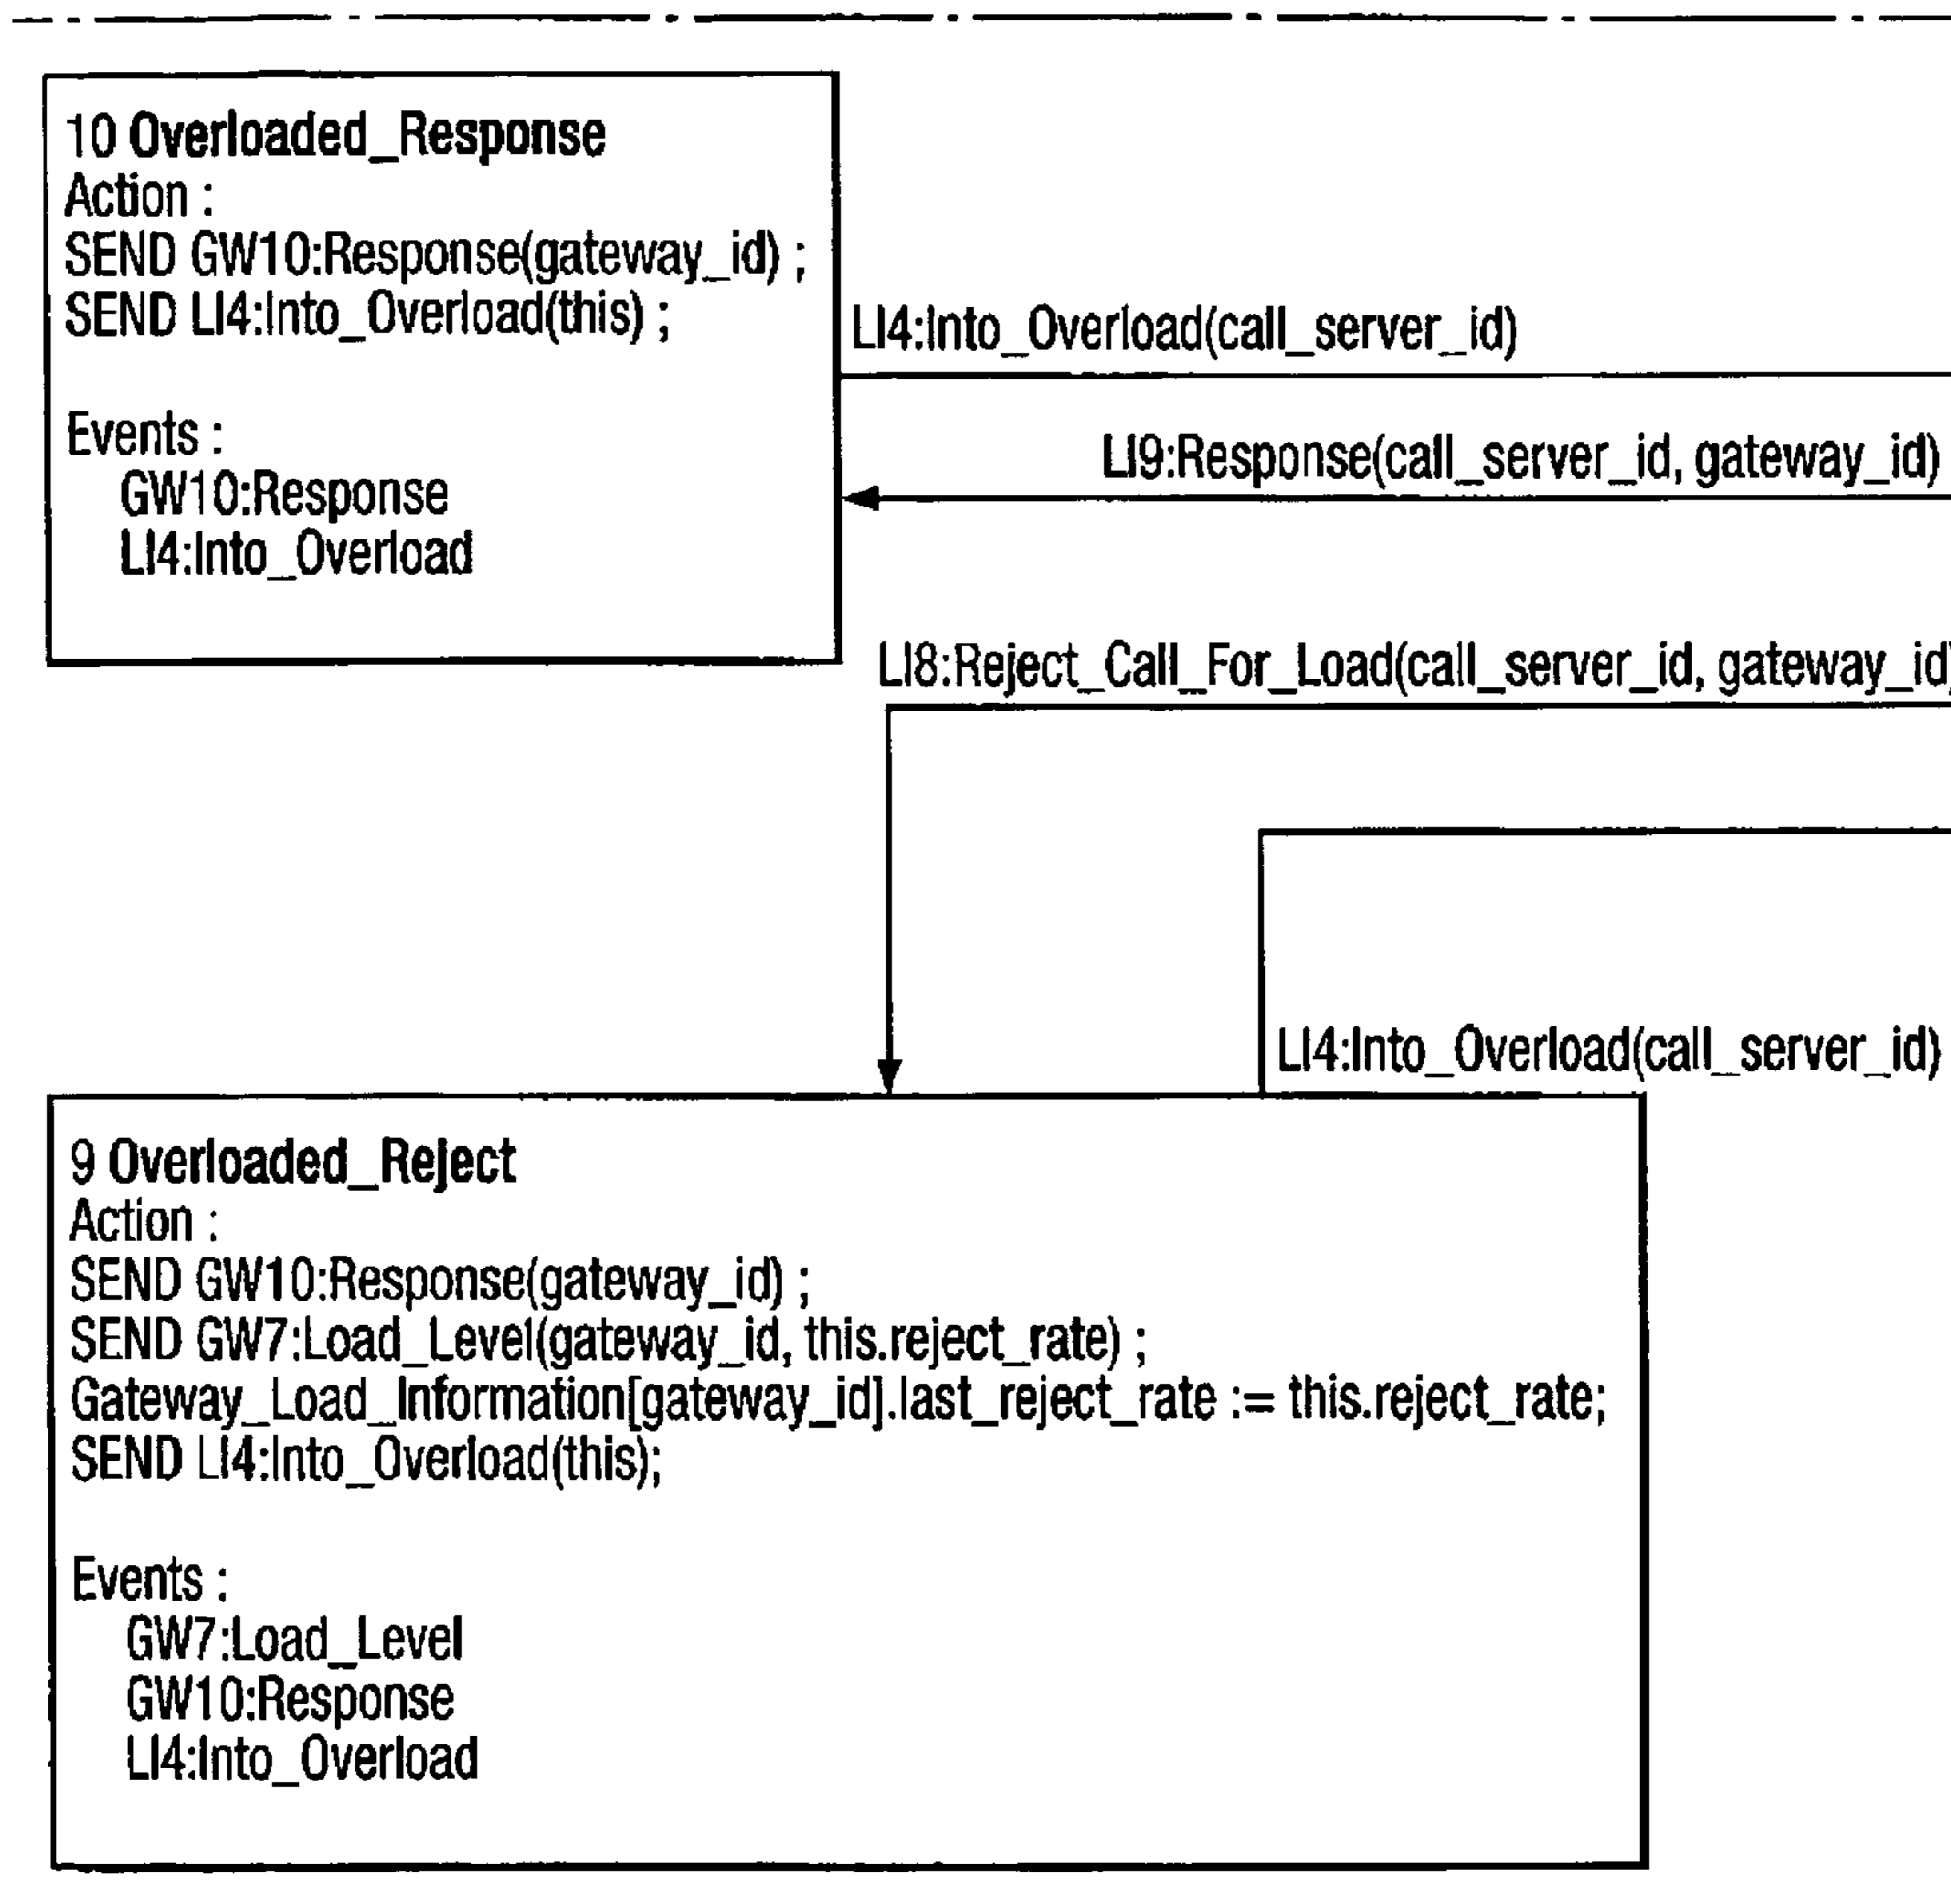 10 Overloaded_Response
Action :
SEND GW10:Response(gateway_id) ;
SEND LI4:Into_Overload(this) ;
Events :
GW10:Response
LI4:Into_Overload
LI4:Into_Overload(call_server_id)
LI9:Response(call_server_id, gateway_id)
LI8:Reject_Call_For_Load(call_server_id, gateway_id)
LI4:Into_Overload(call_server_id)
9 Overloaded_Reject
Action :
SEND GW10:Response(gateway_id) ;
SEND GW7:Load_Level(gateway_id, this.reject_rate) ;
Gateway_Load_Information[gateway_id].last_reject_rate := this.reject_rate;
SEND LI4:Into_Overload(this);
Events :
GW7:Load_Level
GW10:Response
LI4:Into_Overload